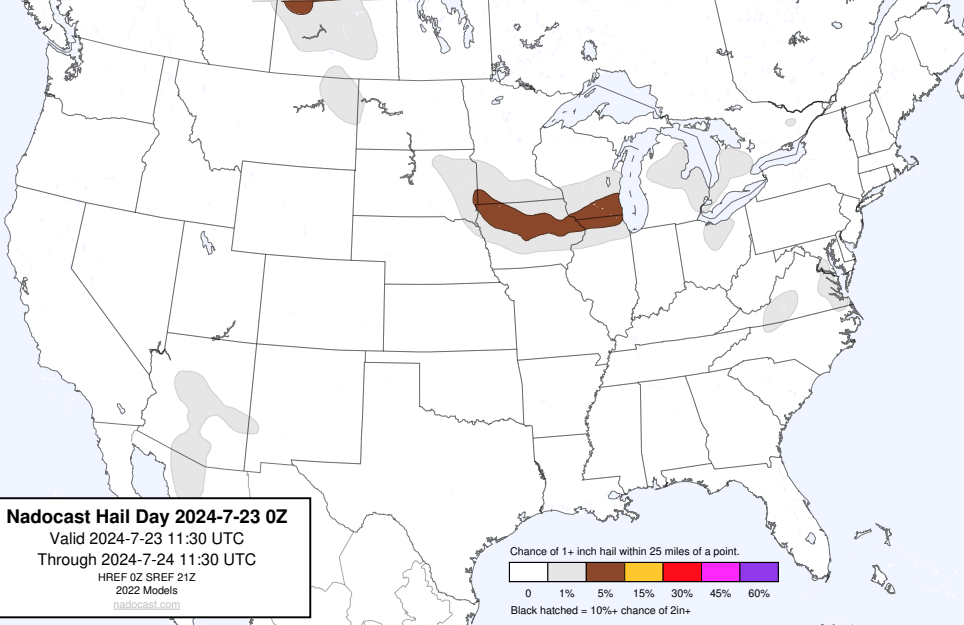 Nadocast Hail Day 2024-7-23 0Z
Valid 2024-7-23 11:30 UTC
Through 2024-7-24 11:30 UTC
HREF 0Z SREF 21Z
2022 Models
nadocast.com
Chance of 1+ inch hail within 25 miles of a point.
0 1% 5% 15% 30% 45% 60%
Black hatched = 10%+ chance of 2in+